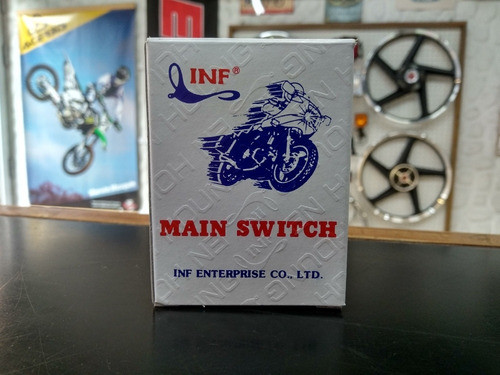 INF®
MAIN SWITCH
INF ENTERPRISE CO., LTD.